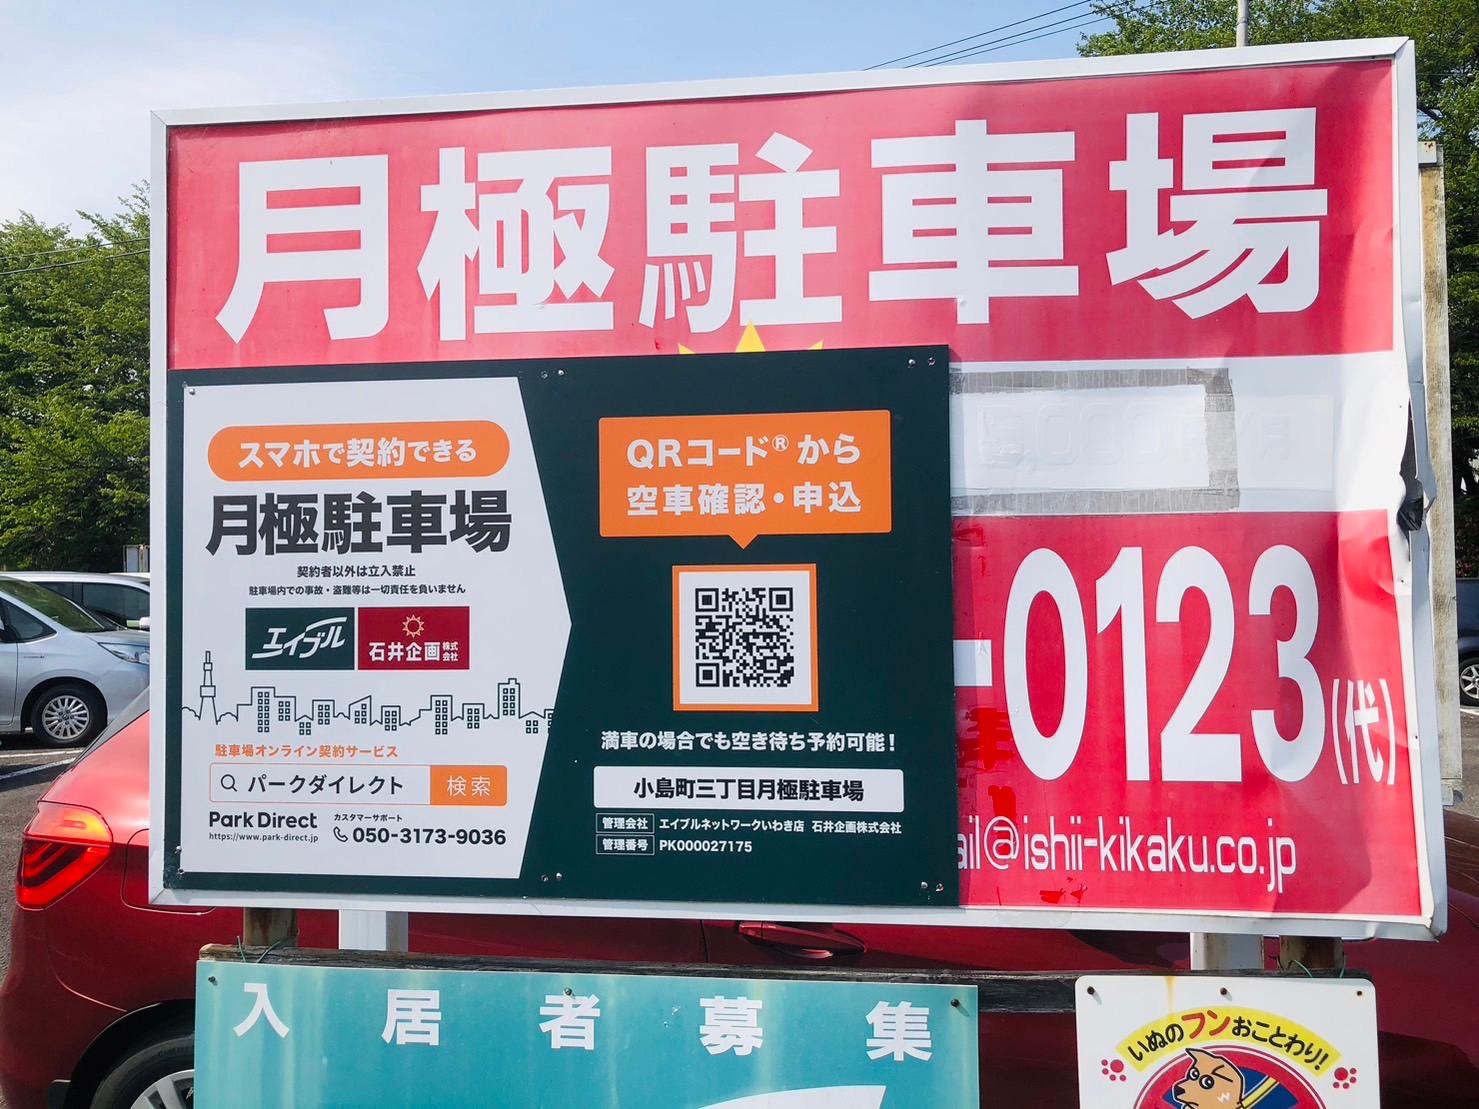 月極駐車場
スマホで契約できる
月極駐車場
契約者以外は立入禁止
駐車場内での事故・盗難等は一切責任を負いません
エイブル
石井企画株式会社
駐車場オンライン契約サービス
パークダイレクト 検索
Park Direct
https://www.park-direct.jp
カスタマーサポート
050-3173-9036
QRコード®から
空車確認・申込
満車の場合でも空き待ち予約可能!
小島町三丁目月極駐車場
管理会社 エイブルネットワークいわき店 石井企画株式会社
管理番号 PK000027175
-0123(代)
ail@ishii-kikaku.co.jp
入居者募集
いぬのフンおことわり!